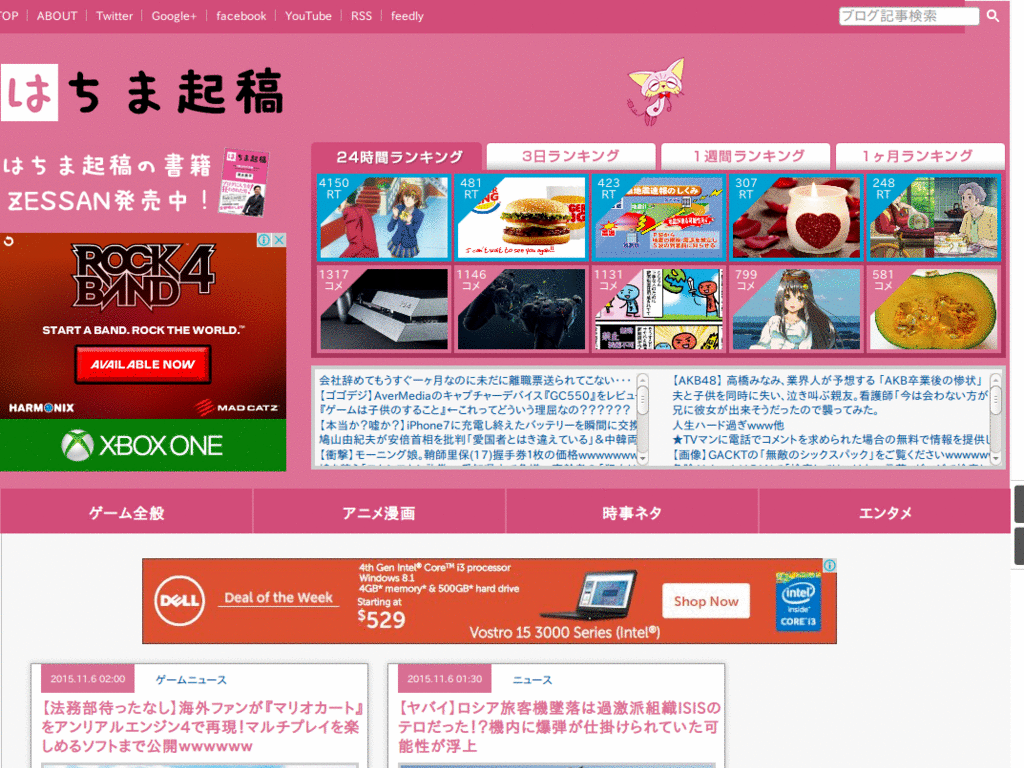 TOP ABOUT Twitter Google+ facebook YouTube RSS feedly
ブログ記事検索
はちま起稿
はちま起稿の書籍
ZESSAN発売中！
24時間ランキング 3日ランキング 1週間ランキング 1ヶ月ランキング
4150 RT
481 RT
423 RT
307 RT
248 RT
I can't wait to see you again!!
1317 コメ
1146 コメ
1131 コメ
799 コメ
581 コメ
ROCK BAND 4
START A BAND. ROCK THE WORLD.™
AVAILABLE NOW
HARMONIX MAD CATZ
XBOX ONE
会社辞めてもうすぐ一ヶ月なのに未だに離職票送られてこない･･･
【ゴゴデジ】AverMediaのキャプチャーデバイス『GC550』をレビュ
『ゲームは子供のすること』←これってどういう理屈なの??????
【本当か?嘘か?】iPhone7に充電し終えたらバッテリーを瞬間に交換
鳩山由紀夫が安倍首相を批判「愛国者とはき違えている」＆中韓両
【衝撃】モーニング娘。鞘師里保(17)握手券1枚の価格wwwwwwww
【AKB48】 高橋みなみ、業界人が予想する 「AKB卒業後の惨状」
夫と子供を同時に失い、泣き叫ぶ親友。看護師「今は会わない方が
兄に彼女が出来そうだったので襲ってみた。
人生ハード過ぎwww他
★TVマンに電話でコメントを求められた場合の無料で情報を提供し
【画像】GACKTの「無敵のシックスパック」をご覧くださいwwwwww
ゲーム全般 アニメ漫画 時事ネタ エンタメ
DELL
Deal of the Week
4th Gen Intel® Core™ i3 processor
Windows 8.1
4GB* memory* & 500GB* hard drive
Starting at
$529
Vostro 15 3000 Series (Intel®)
Shop Now
intel inside™
CORE™ i3
2015.11.6 02:00 ゲームニュース
【法務部待ったなし】海外ファンが『マリオカート』
をアンリアルエンジン4で再現！マルチプレイを楽
しめるソフトまで公開wwwwww
2015.11.6 01:30 ニュース
【ヤバイ】ロシア旅客機墜落は過激派組織ISISの
テロだった！？機内に爆弾が仕掛けられていた可
能性が浮上